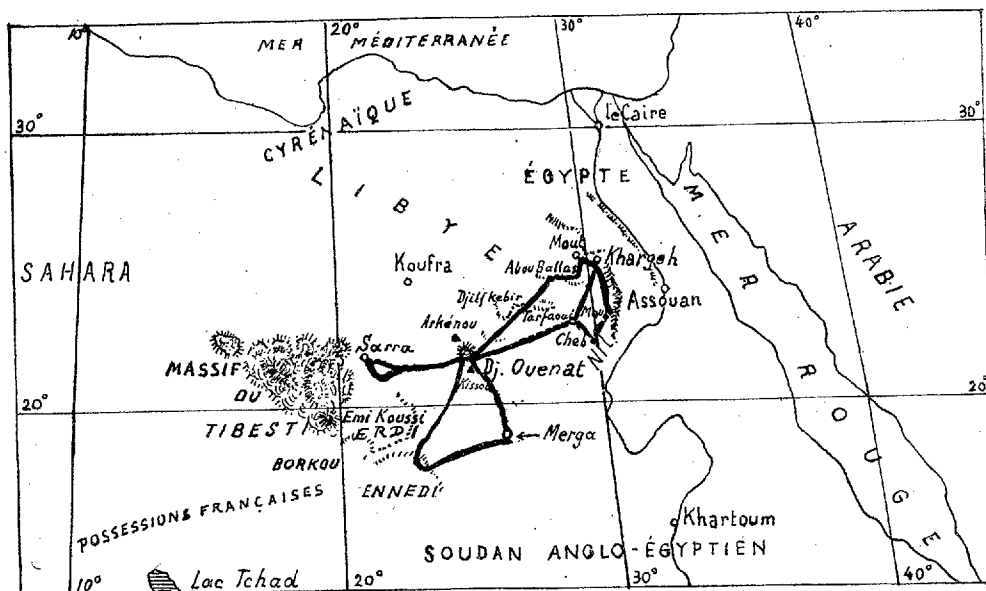 20°
30°
40°
10°
MER MÉDITERRANÉE
30°
CYRÉNAÏQUE
le Caire
30°
LIBYE
ÉGYPTE
MER ROUGE
ARABIE
SAHARA
Koufra
Mout
Khargeh
Abou Ballas
Assouan
Djilf Kebir
Tarfaoui
Askénou
Cheb
NIL
Sarra
Dj. Ouenat
Kissou
MASSIF
DU
TIBESTI
20°
20°
Emi Koussi
ERDI
Merga
BORKOU
ENNEDI
POSSESSIONS FRANÇAISES
Khartoum
SOUDAN ANGLO-ÉGYPTIEN
10°
Lac Tchad
20°
30°
40°